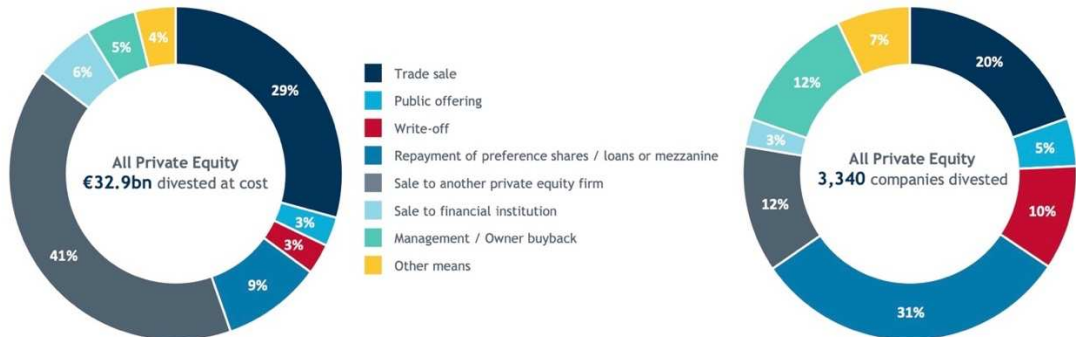 4%
5%
6%
29%
All Private Equity
€32.9bn divested at cost
3%
3%
41%
9%
Trade sale
Public offering
Write-off
Repayment of preference shares / loans or mezzanine
Sale to another private equity firm
Sale to financial institution
Management / Owner buyback
Other means
7%
20%
12%
3%
All Private Equity
3,340 companies divested
5%
12%
10%
31%